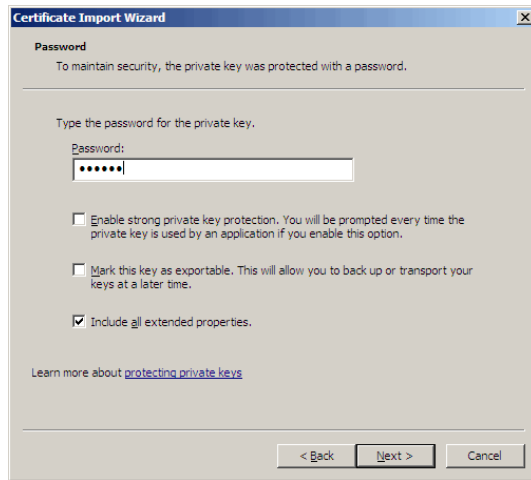 Certificate Import Wizard
Password
To maintain security, the private key was protected with a password.
Type the password for the private key.
Password:
••••••
Enable strong private key protection. You will be prompted every time the
private key is used by an application if you enable this option.
Mark this key as exportable. This will allow you to back up or transport your
keys at a later time.
Include all extended properties.
Learn more about protecting private keys
< Back Next > Cancel